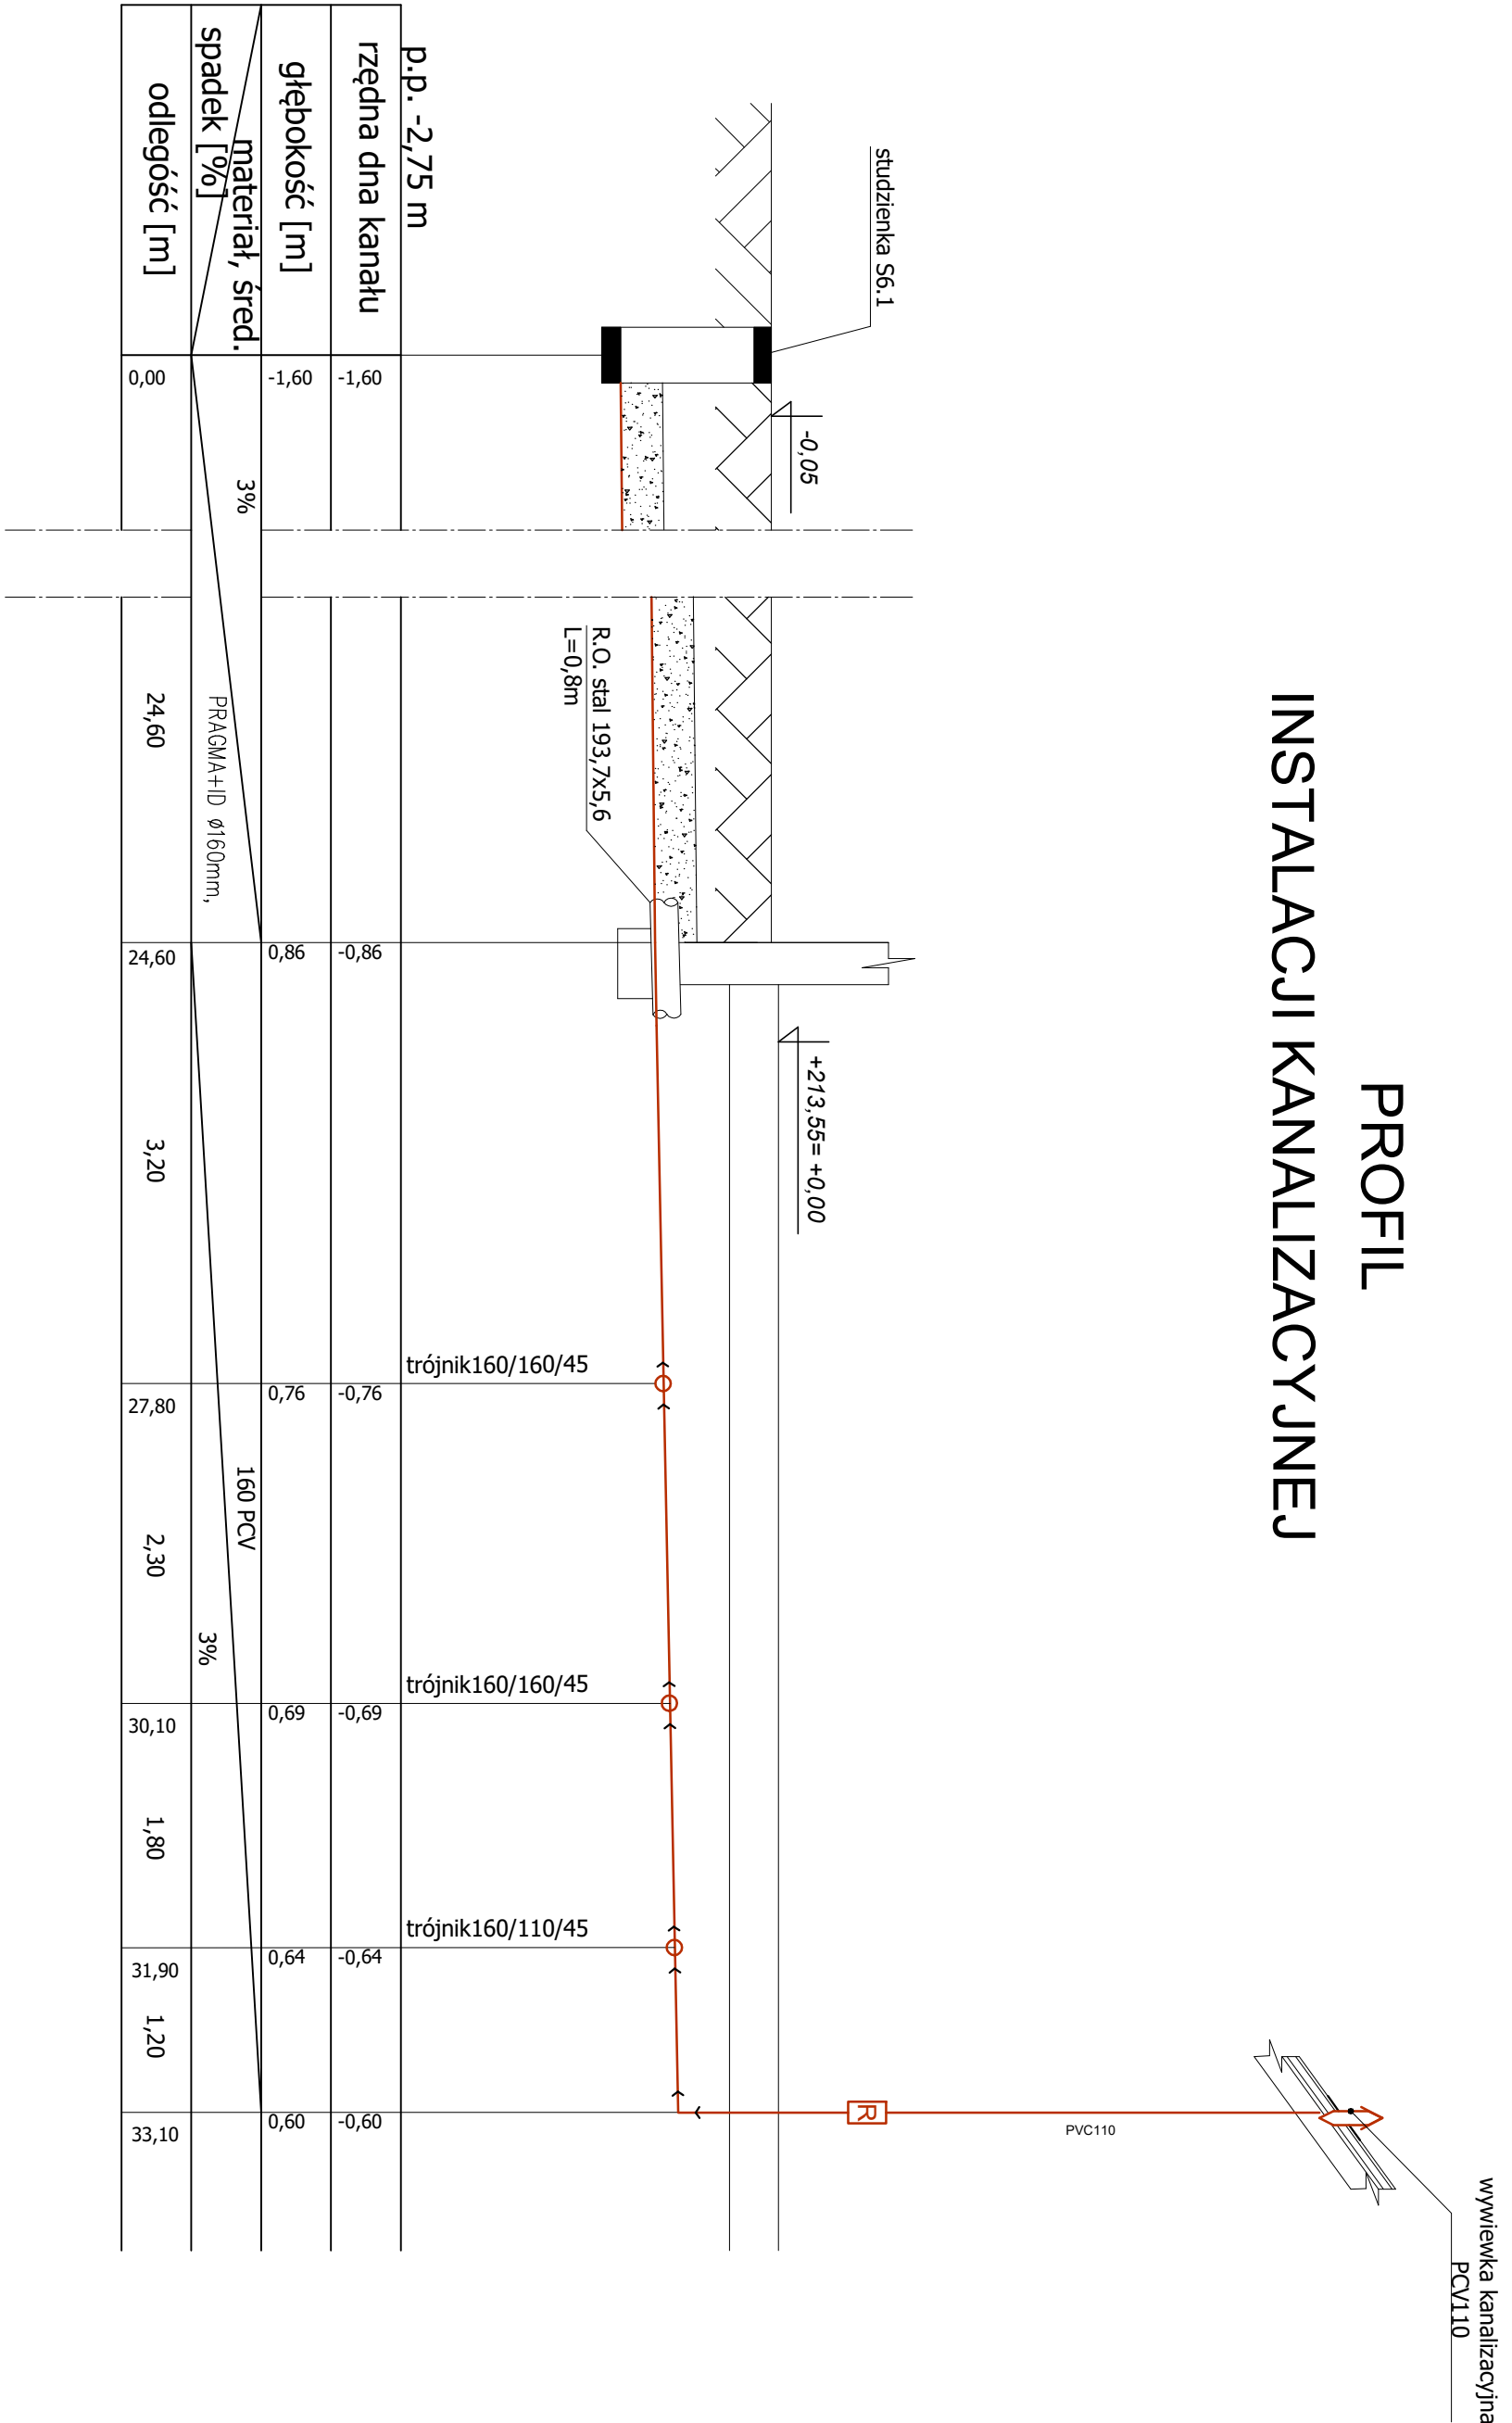 PROFIL
INSTALACJI KANALIZACYJNEJ
wywiewka kanalizacyjna
PCV110
PVC110
R
studzienka S6.1
-0,05
+213,55= +0,00
R.O. stal 193,7x5,6
L=0,8m
trójnik160/160/45
trójnik160/160/45
trójnik160/110/45
p.p. -2,75 m
rzędna dna kanału
-1,60
-0,86
-0,76
-0,69
-0,64
-0,60
głębokość [m]
-1,60
0,86
0,76
0,69
0,64
0,60
materiał, śred.
spadek [%]
3%
PRAGMA+ID ø160mm,
160 PCV
3%
odlegóść [m]
24,60
3,20
2,30
1,80
1,20
0,00
24,60
27,80
30,10
31,90
33,10